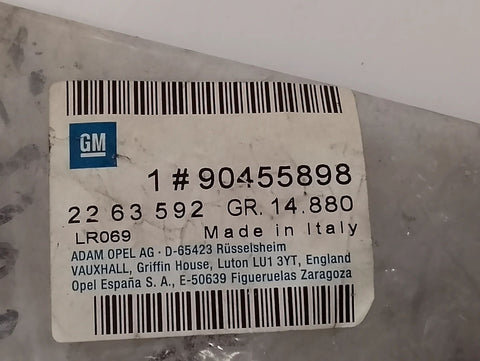 GM
1 # 90455898
22 63 592 GR. 14.880
LR069 Made in Italy
ADAM OPEL AG · D-65423 Rüsselsheim
VAUXHALL, Griffin House, Luton LU1 3YT, England
Opel España S. A., E-50639 Figueruelas Zaragoza